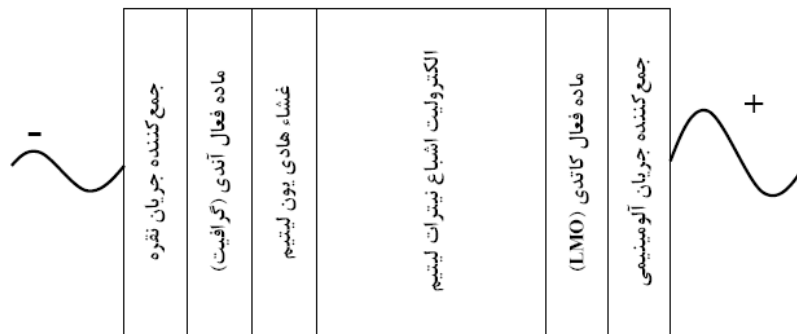 -
جمع‌کننده جریان نقره
ماده فعال آندی (گرافیت)
غشاء هادی یون لیتیم
الکترولیت اشباع نیترات لیتیم
ماده فعال کاتدی (LMO)
جمع‌کننده جریان آلومینیمی
+